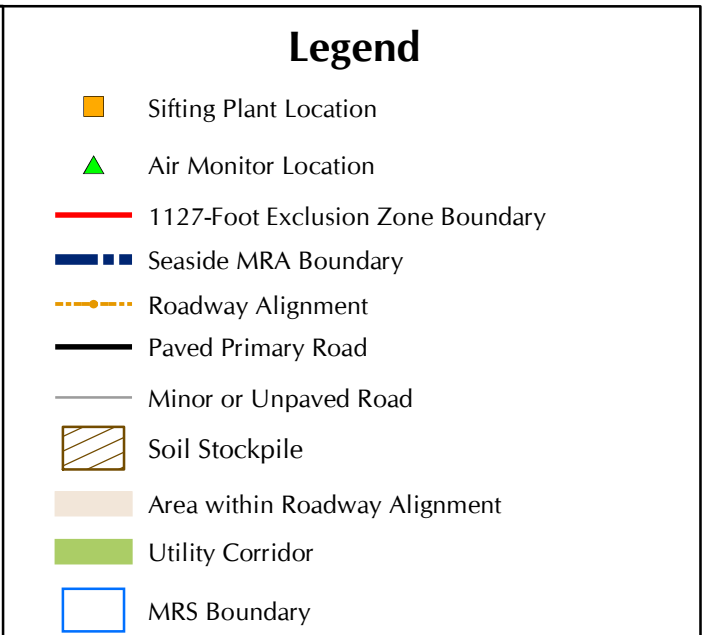 Legend
Sifting Plant Location
Air Monitor Location
1127-Foot Exclusion Zone Boundary
Seaside MRA Boundary
Roadway Alignment
Paved Primary Road
Minor or Unpaved Road
Soil Stockpile
Area within Roadway Alignment
Utility Corridor
MRS Boundary